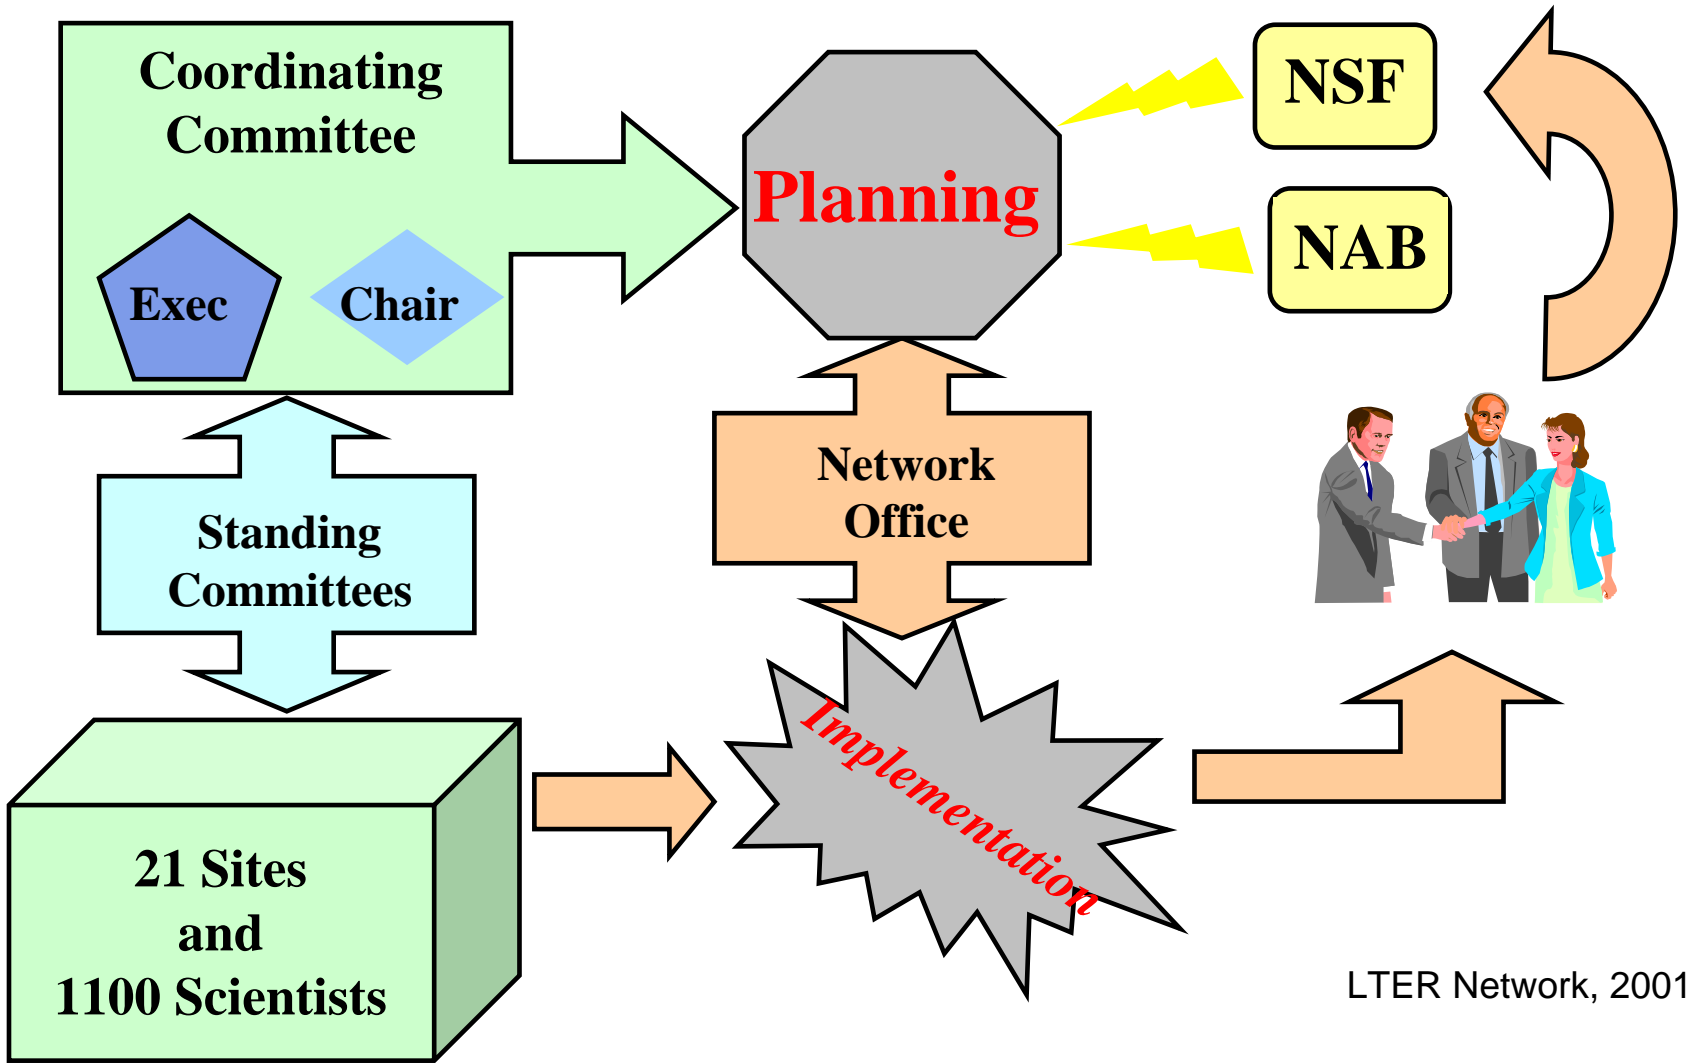 Coordinating
Committee
Exec
Chair
Planning
NSF
NAB
Standing
Committees
Network
Office
21 Sites
and
1100 Scientists
Implementation
LTER Network, 2001